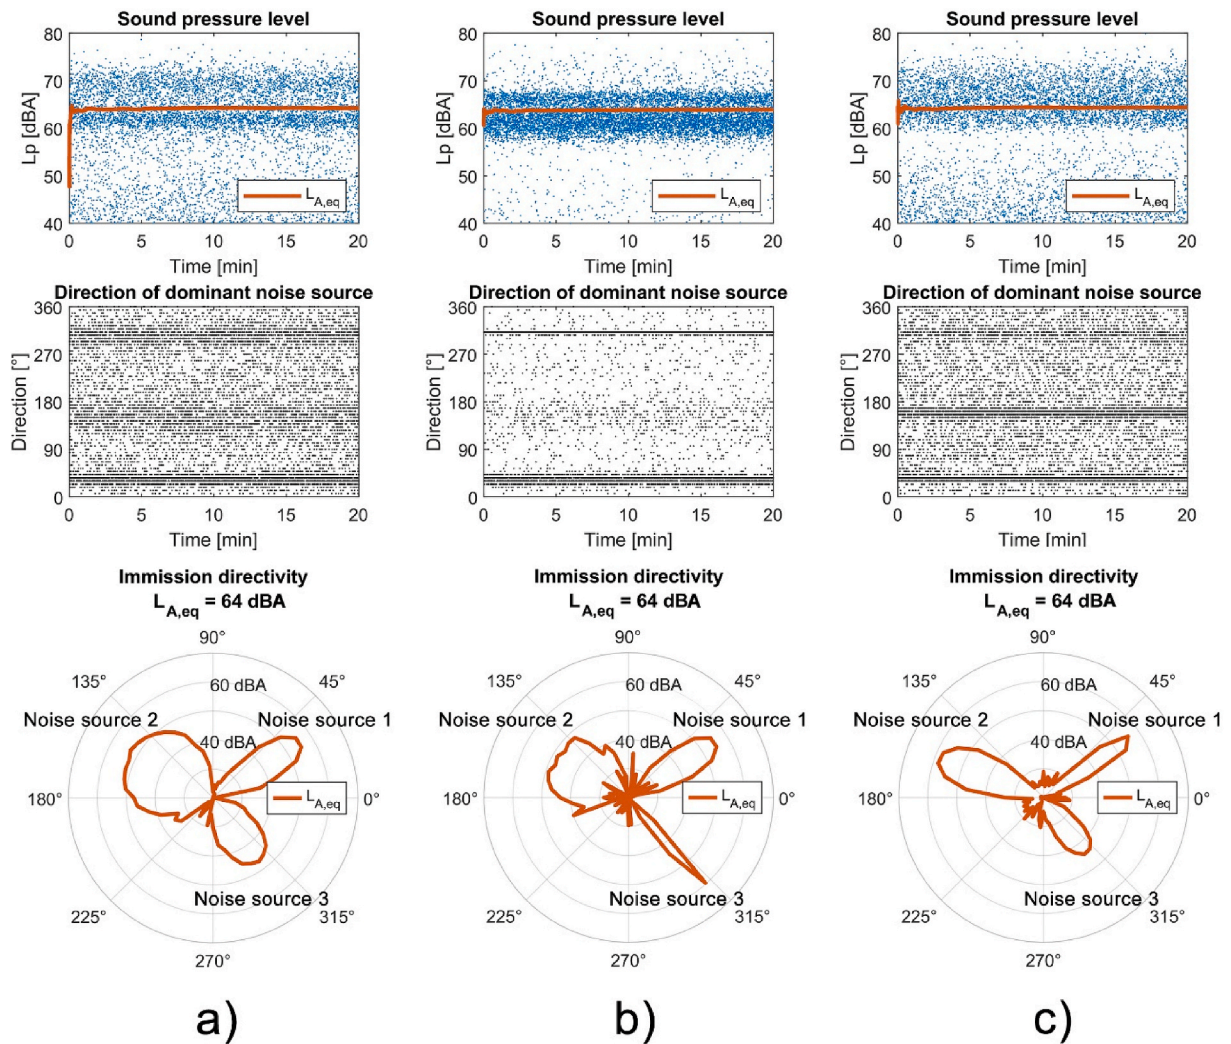 Sound pressure level
80
70
60
50
40
Lp [dBA]
L_A,eq
0 5 10 15 20
Time [min]
Direction of dominant noise source
360
270
180
90
0
Direction [°]
0 5 10 15 20
Time [min]
Immission directivity
L_A,eq = 64 dBA
90°
135° 45°
60 dBA
Noise source 2 Noise source 1
40 dBA
180° L_A,eq 0°
Noise source 3
225° 315°
270°
a)
Sound pressure level
80
70
60
50
40
Lp [dBA]
L_A,eq
0 5 10 15 20
Time [min]
Direction of dominant noise source
360
270
180
90
0
Direction [°]
0 5 10 15 20
Time [min]
Immission directivity
L_A,eq = 64 dBA
90°
135° 45°
60 dBA
Noise source 2 Noise source 1
40 dBA
180° L_A,eq 0°
Noise source 3
225° 315°
270°
b)
Sound pressure level
80
70
60
50
40
Lp [dBA]
L_A,eq
0 5 10 15 20
Time [min]
Direction of dominant noise source
360
270
180
90
0
Direction [°]
0 5 10 15 20
Time [min]
Immission directivity
L_A,eq = 64 dBA
90°
135° 45°
60 dBA
Noise source 2 Noise source 1
40 dBA
180° L_A,eq 0°
Noise source 3
225° 315°
270°
c)